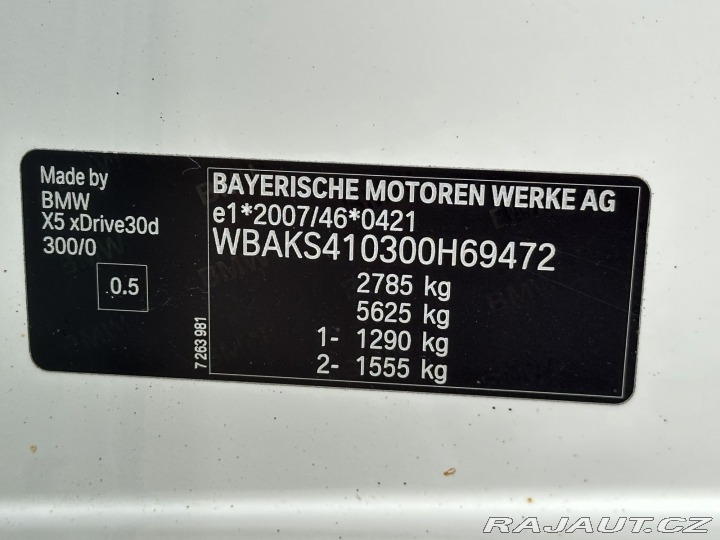 Made by
BMW
X5 xDrive30d
300/0
0.5
7 263 981
BAYERISCHE MOTOREN WERKE AG
e1*2007/46*0421
WBAKS410300H69472
2785 kg
5625 kg
1- 1290 kg
2- 1555 kg
RAJAUT.CZ